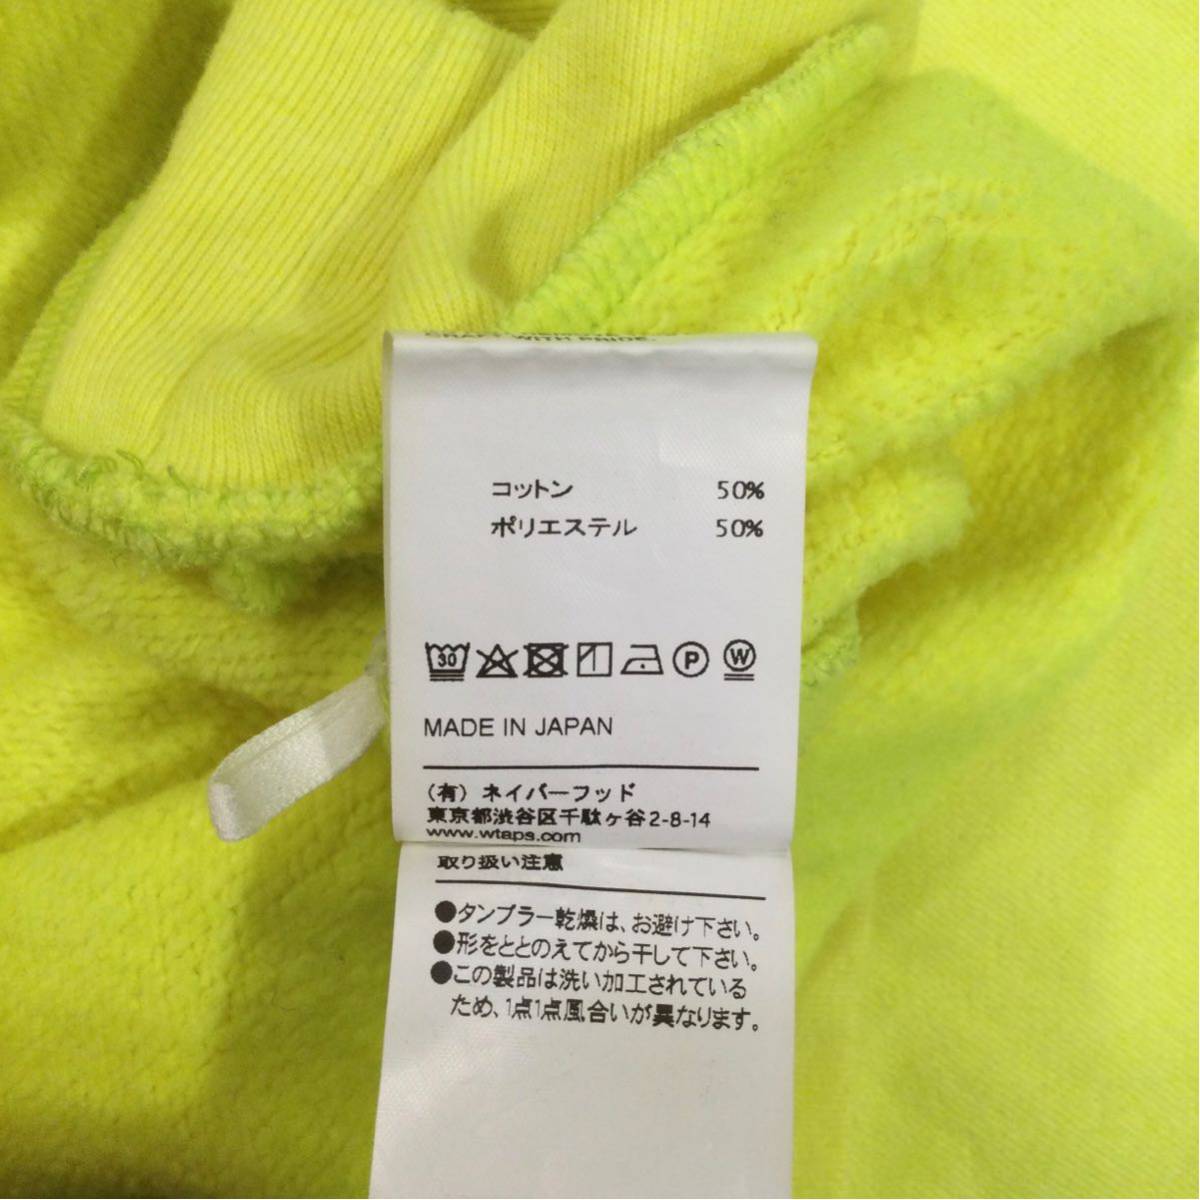 CRAFT WITH PRIDE.
コットン 50%
ポリエステル 50%
30
P
W
MADE IN JAPAN
(有) ネイバーフッド
東京都渋谷区千駄ヶ谷2-8-14
www.wtaps.com
取り扱い注意
●タンブラー乾燥は、お避け下さい。
●形をととのえてから干して下さい。
●この製品は洗い加工されている
ため、1点1点風合いが異なります。